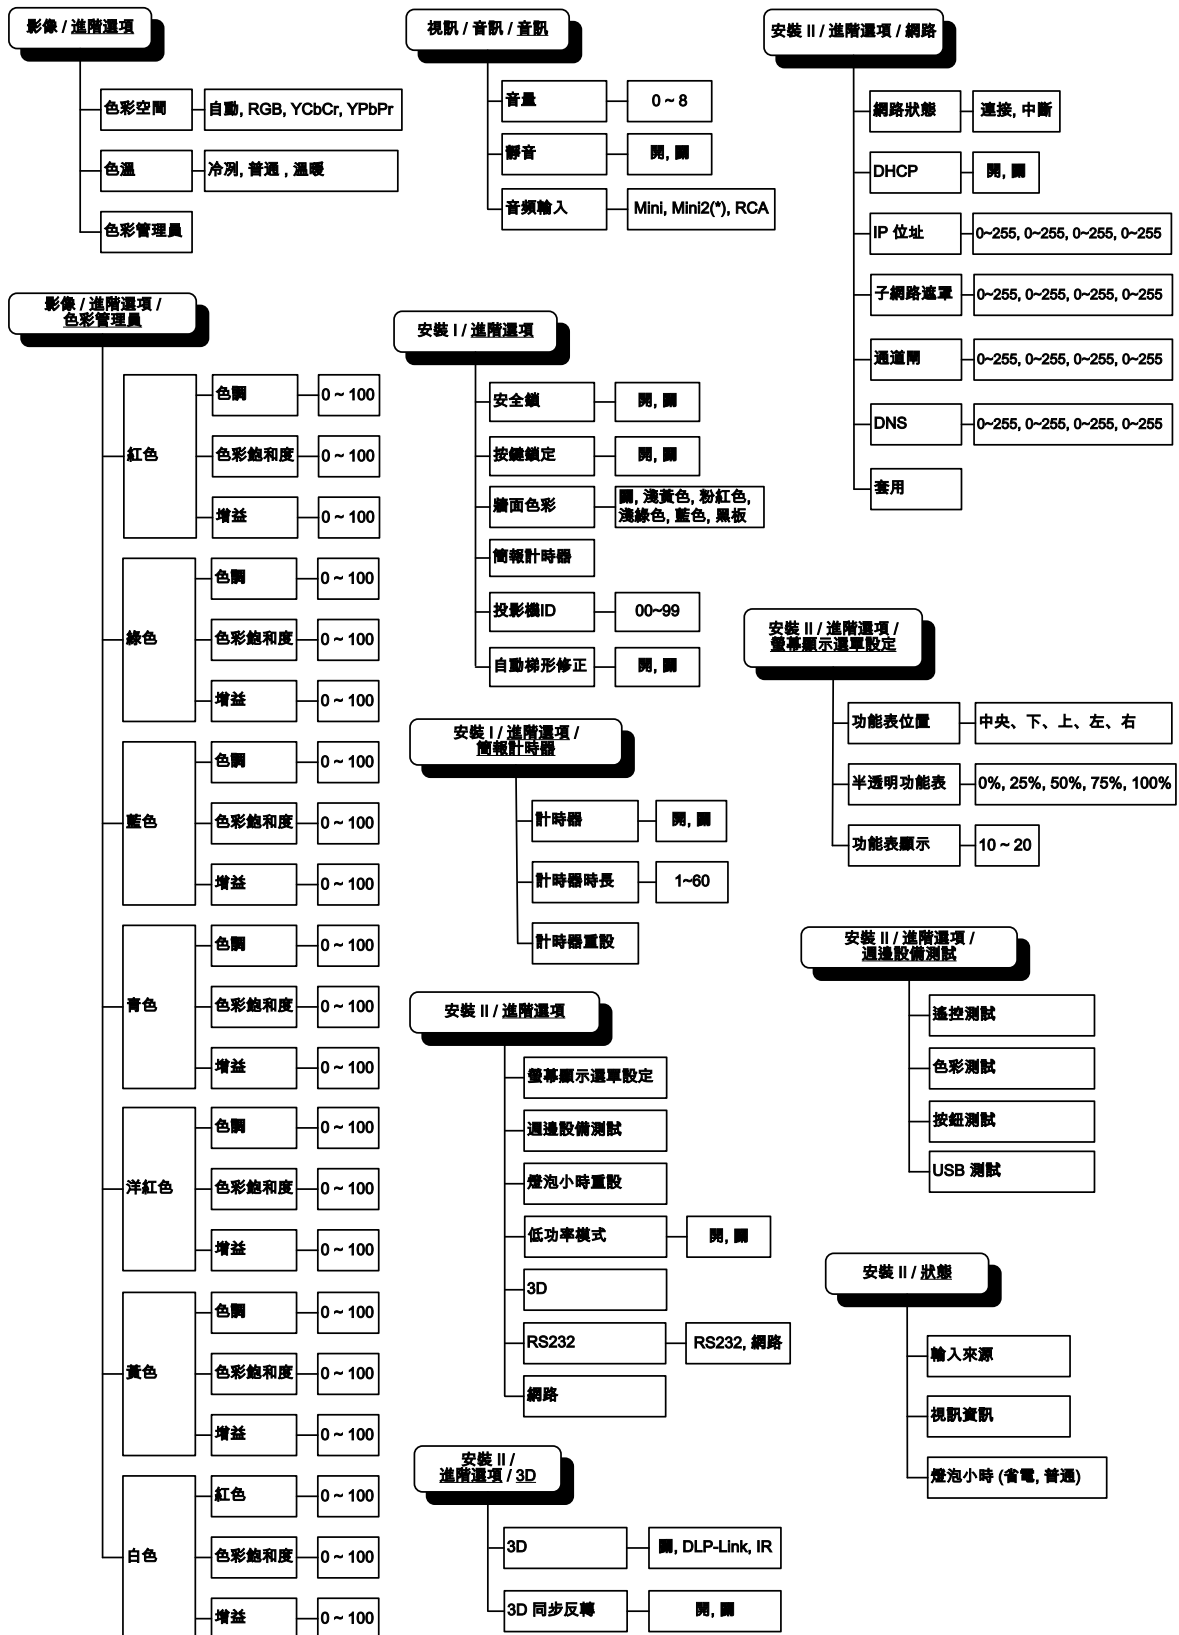 影像 / 進階選項
色彩空間
自動, RGB, YCbCr, YPbPr
色溫
冷冽, 普通 , 溫暖
色彩管理員
影像 / 進階選項 /
色彩管理員
紅色
色調
0 ~ 100
色彩飽和度
0 ~ 100
增益
0 ~ 100
綠色
色調
0 ~ 100
色彩飽和度
0 ~ 100
增益
0 ~ 100
藍色
色調
0 ~ 100
色彩飽和度
0 ~ 100
增益
0 ~ 100
青色
色調
0 ~ 100
色彩飽和度
0 ~ 100
增益
0 ~ 100
洋紅色
色調
0 ~ 100
色彩飽和度
0 ~ 100
增益
0 ~ 100
黃色
色調
0 ~ 100
色彩飽和度
0 ~ 100
增益
0 ~ 100
白色
紅色
0 ~ 100
色彩飽和度
0 ~ 100
增益
0 ~ 100
視訊 / 音訊 / 音訊
音量
0 ~ 8
靜音
開, 關
音頻輸入
Mini, Mini2(*), RCA
安裝 I / 進階選項
安全鎖
開, 關
按鍵鎖定
開, 關
牆面色彩
關, 淺黃色, 粉紅色,
淺綠色, 藍色, 黑板
簡報計時器
投影機ID
00~99
自動梯形修正
開, 關
安裝 I / 進階選項 /
簡報計時器
計時器
開, 關
計時器時長
1~60
計時器重設
安裝 II / 進階選項
螢幕顯示選單設定
週邊設備測試
燈泡小時重設
低功率模式
開, 關
3D
RS232
RS232, 網路
網路
安裝 II /
進階選項 / 3D
3D
關, DLP-Link, IR
3D 同步反轉
開, 關
安裝 II / 進階選項 / 網路
網路狀態
連接, 中斷
DHCP
開, 關
IP 位址
0~255, 0~255, 0~255, 0~255
子網路遮罩
0~255, 0~255, 0~255, 0~255
通道閘
0~255, 0~255, 0~255, 0~255
DNS
0~255, 0~255, 0~255, 0~255
套用
安裝 II / 進階選項 /
螢幕顯示選單設定
功能表位置
中央、下、上、左、右
半透明功能表
0%, 25%, 50%, 75%, 100%
功能表顯示
10 ~ 20
安裝 II / 進階選項 /
週邊設備測試
遙控測試
色彩測試
按鈕測試
USB 測試
安裝 II / 狀態
輸入來源
視訊資訊
燈泡小時 (省電, 普通)